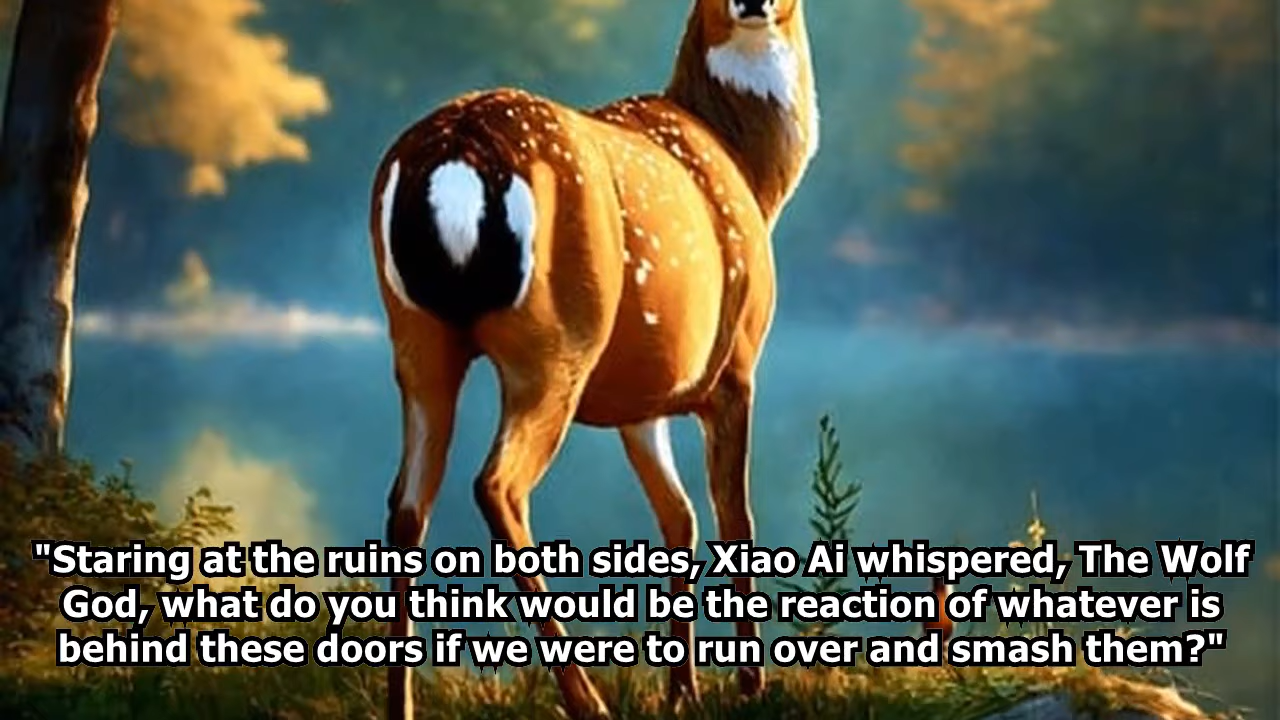 "Staring at the ruins on both sides, Xiao Ai whispered, The Wolf
God, what do you think would be the reaction of whatever is
behind these doors if we were to run over and smash them?"